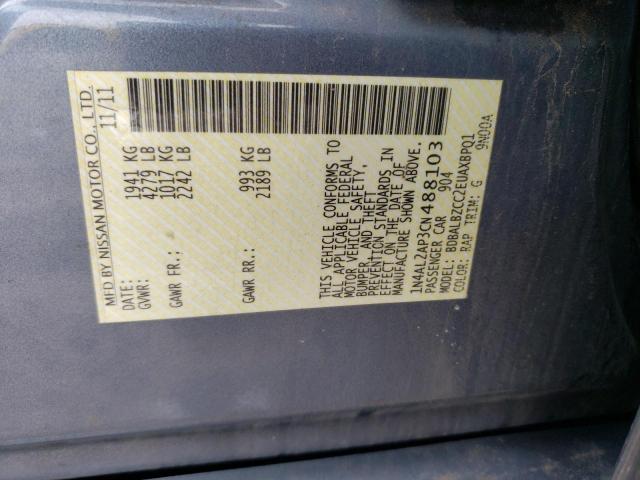 MFD BY NISSAN MOTOR CO., LTD.
DATE: 11/11
GVWR: 1941 KG
4279 LB
GAWR FR.: 1017 KG
2242 LB
GAWR RR.: 993 KG
2189 LB
THIS VEHICLE CONFORMS TO
ALL APPLICABLE FEDERAL
MOTOR VEHICLE SAFETY,
BUMPER, AND THEFT
PREVENTION STANDARDS IN
EFFECT ON THE DATE OF
MANUFACTURE SHOWN ABOVE.
1N4AL2AP3CN488103
PASSENGER CAR 904
MODEL: BDBALBZCC2EUAXBPQ1
COLOR: RAP TRIM: G 9N00A